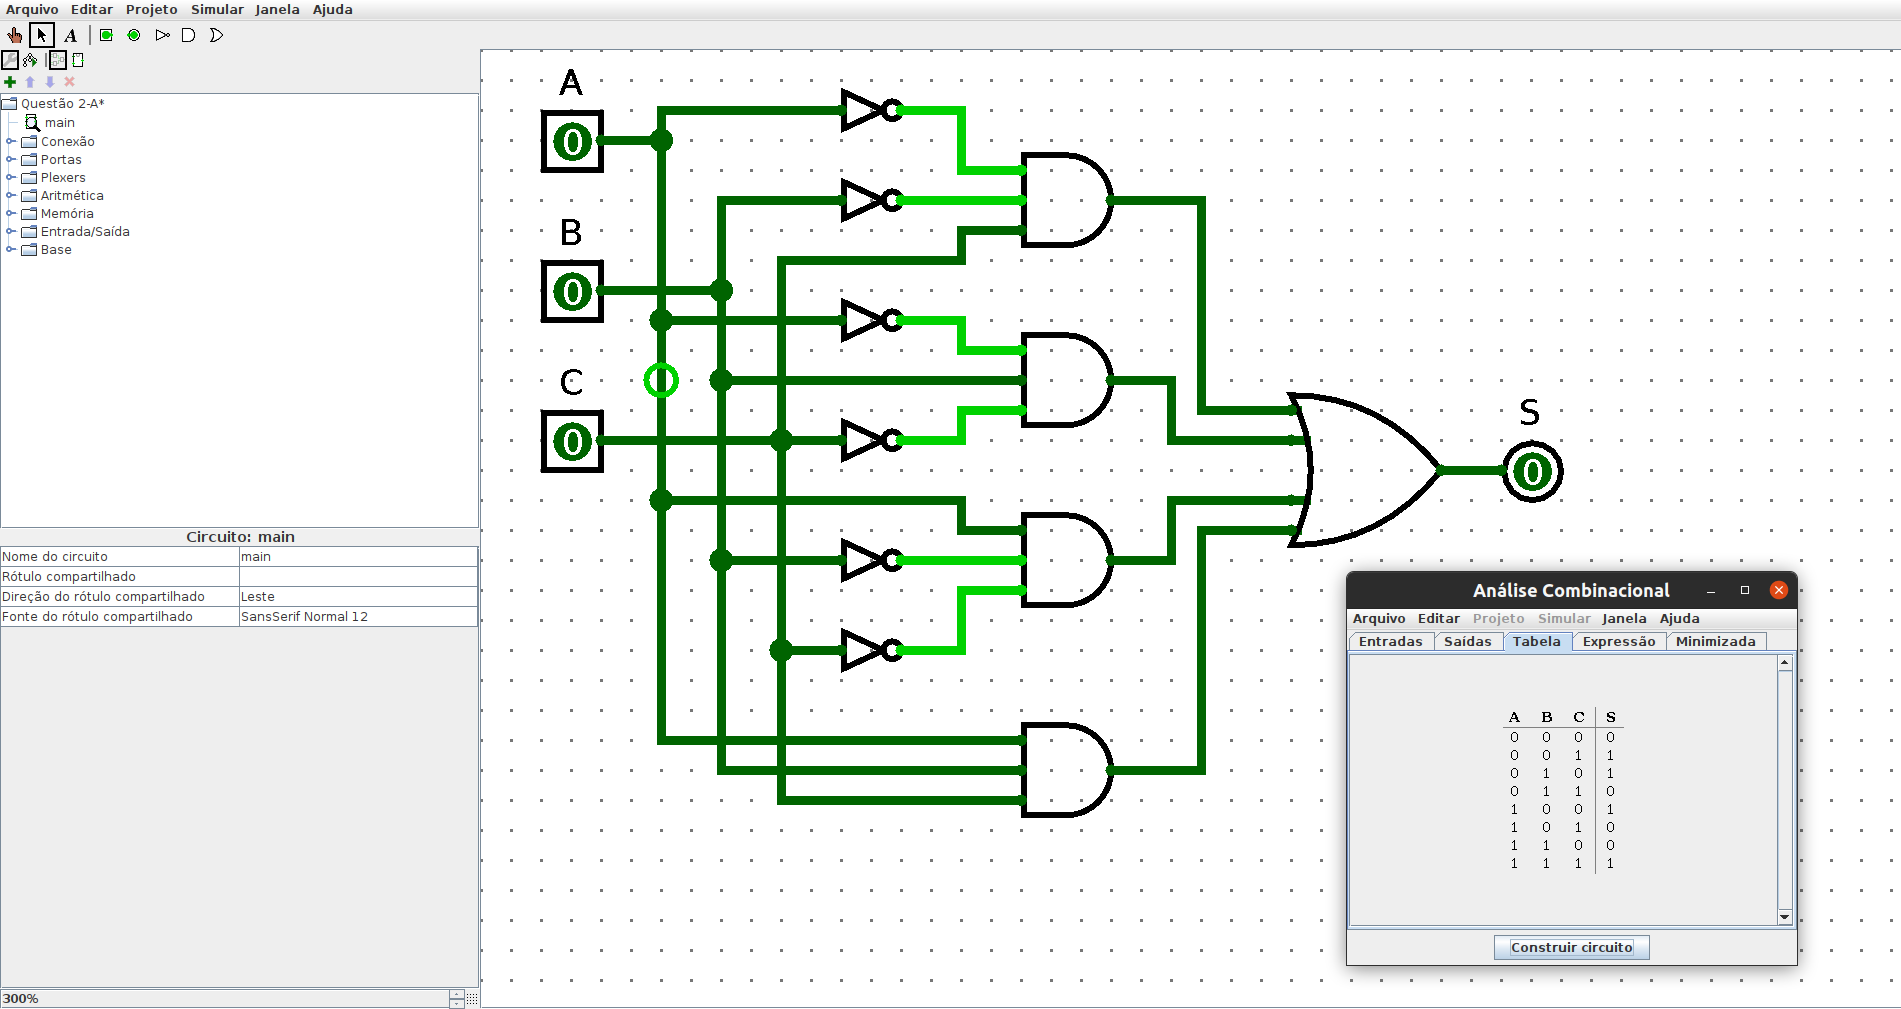 Arquivo Editar Projeto Simular Janela Ajuda
A
Questão 2-A*
main
Conexão
Portas
Plexers
Aritmética
Memória
Entrada/Saída
Base
Circuito: main
Nome do circuito main
Rótulo compartilhado
Direção do rótulo compartilhado Leste
Fonte do rótulo compartilhado SansSerif Normal 12
300%
A
0
B
0
C
0
S
0
Análise Combinacional
Arquivo Editar Projeto Simular Janela Ajuda
Entradas Saídas Tabela Expressão Minimizada
A B C S
0 0 0 0
0 0 1 1
0 1 0 1
0 1 1 0
1 0 0 1
1 0 1 0
1 1 0 0
1 1 1 1
Construir circuito